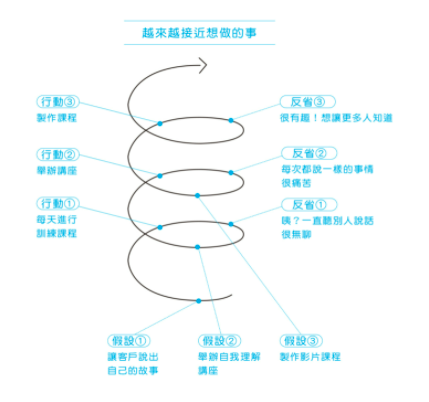 越來越接近想做的事
行動③
製作課程
反省③
很有趣！想讓更多人知道
行動②
舉辦講座
反省②
每次都說一樣的事情
很痛苦
行動①
每天進行
訓練課程
反省①
咦？一直聽別人說話
很無聊
假設①
讓客戶說出
自己的故事
假設②
舉辦自我理解
講座
假設③
製作影片課程